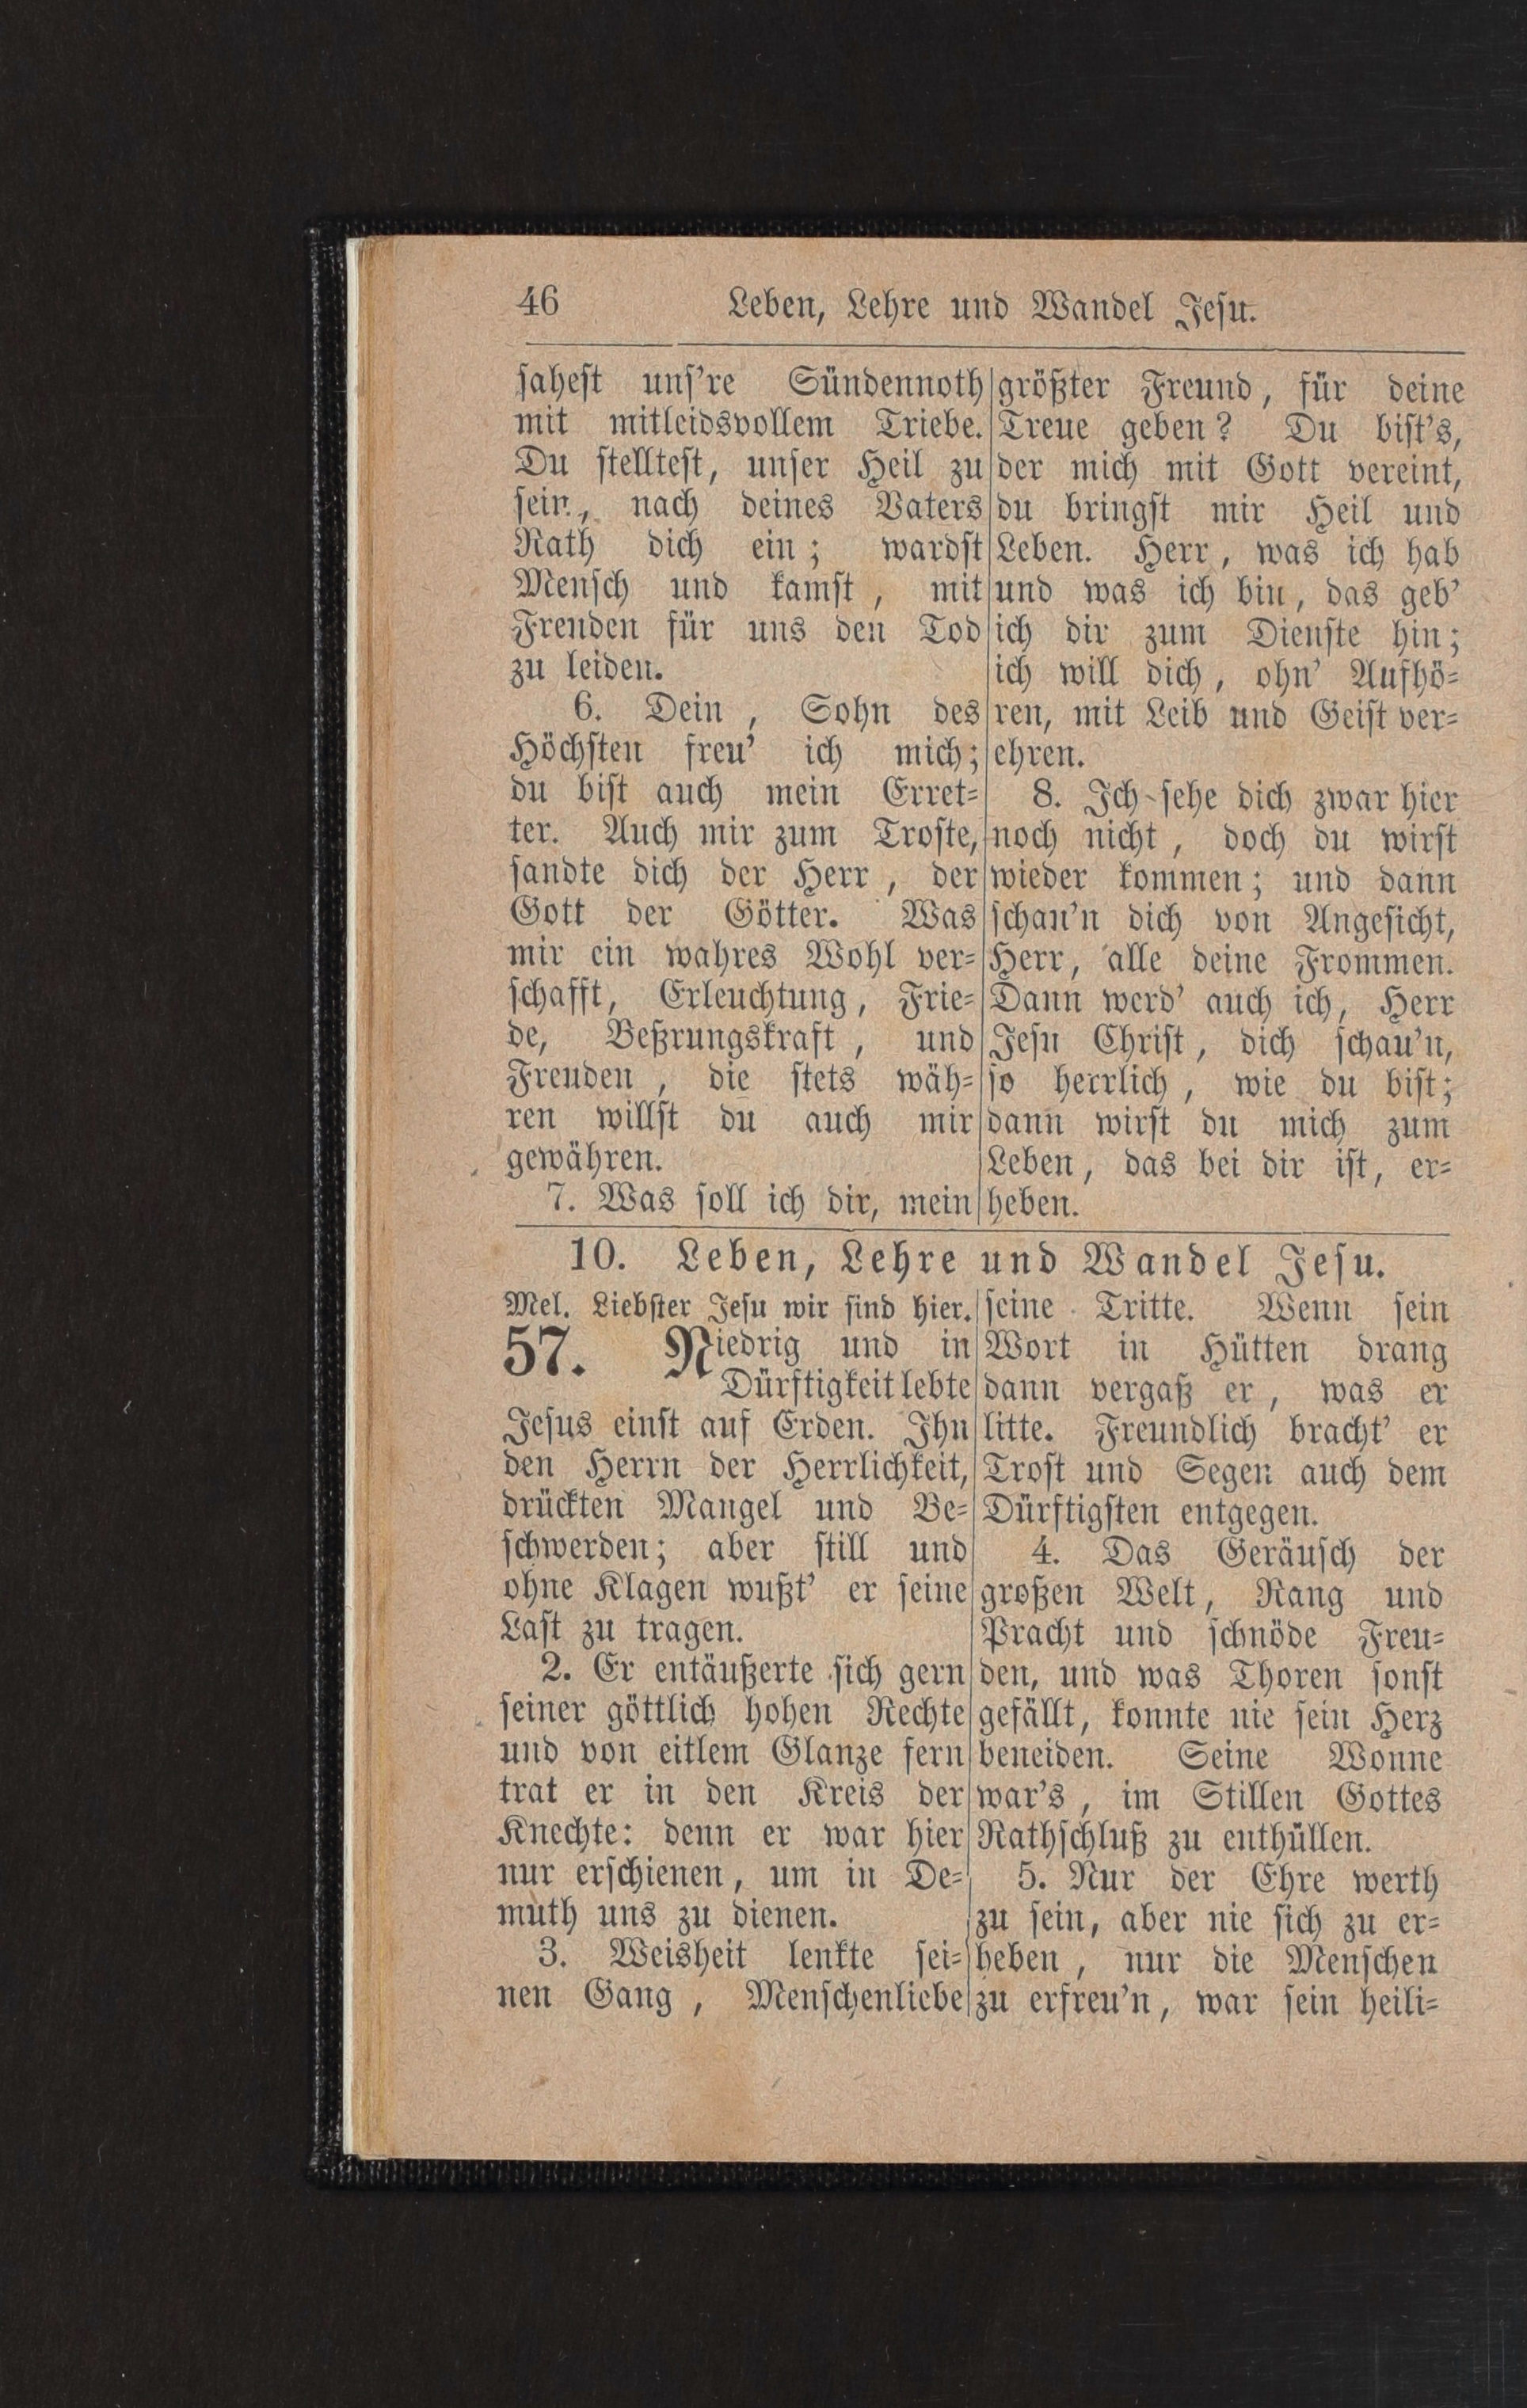 46 Leben, Lehre und Wandel Jesu.
sahest uns're Sündennoth
mit mitleidsvollem Triebe.
Du stelltest, unser Heil zu
sein, nach deines Vaters
Rath dich ein; wardst
Mensch und kamst, mit
Freuden für uns den Tod
zu leiden.
6. Dein, Sohn des
Höchsten freu' ich mich;
du bist auch mein Erret-
ter. Auch mir zum Troste,
sandte dich der Herr, der
Gott der Götter. Was
mir ein wahres Wohl ver-
schafft, Erleuchtung, Frie-
de, Beßrungskraft, und
Freuden, die stets wäh-
ren willst du auch mir
gewähren.
7. Was soll ich dir, mein
größter Freund, für deine
Treue geben? Du bist's,
der mich mit Gott vereint,
du bringst mir Heil und
Leben. Herr, was ich hab
und was ich bin, das geb'
ich dir zum Dienste hin;
ich will dich, ohn' Aufhö-
ren, mit Leib und Geist ver-
ehren.
8. Ich sehe dich zwar hier
noch nicht, doch du wirst
wieder kommen; und dann
schau'n dich von Angesicht,
Herr, alle deine Frommen.
Dann werd' auch ich, Herr
Jesu Christ, dich schau'n,
so herrlich, wie du bist;
dann wirst du mich zum
Leben, das bei dir ist, er-
heben.
10. Leben, Lehre und Wandel Jesu.
Mel. Liebster Jesu wir sind hier.
57. Niedrig und in
Dürftigkeit lebte
Jesus einst auf Erden. Ihn
den Herrn der Herrlichkeit,
drückten Mangel und Be-
schwerden; aber still und
ohne Klagen wußt' er seine
Last zu tragen.
2. Er entäußerte sich gern
seiner göttlich hohen Rechte
und von eitlem Glanze fern
trat er in den Kreis der
Knechte: denn er war hier
nur erschienen, um in De-
muth uns zu dienen.
3. Weisheit lenkte sei-
nen Gang, Menschenliebe
seine Tritte. Wenn sein
Wort in Hütten drang
dann vergaß er, was er
litte. Freundlich bracht' er
Trost und Segen auch dem
Dürftigsten entgegen.
4. Das Geräusch der
großen Welt, Rang und
Pracht und schnöde Freu-
den, und was Thoren sonst
gefällt, konnte nie sein Herz
beneiden. Seine Wonne
war's, im Stillen Gottes
Rathschluß zu enthüllen.
5. Nur der Ehre werth
zu sein, aber nie sich zu er-
heben, nur die Menschen
zu erfreu'n, war sein heili-